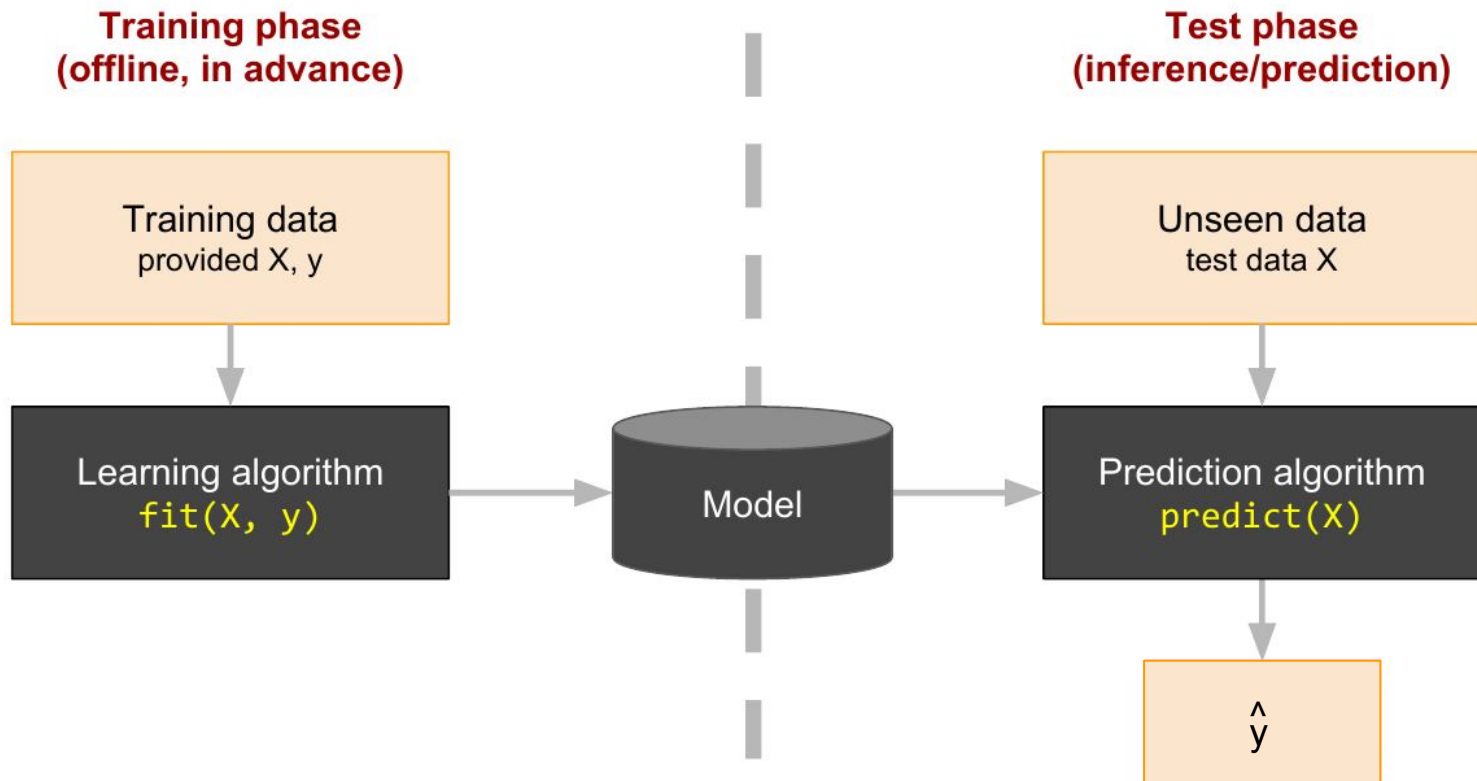 Training phase
(offline, in advance)
Training data
provided X, y
Learning algorithm
fit(X, y)
Model
Test phase
(inference/prediction)
Unseen data
test data X
Prediction algorithm
predict(X)
ŷ